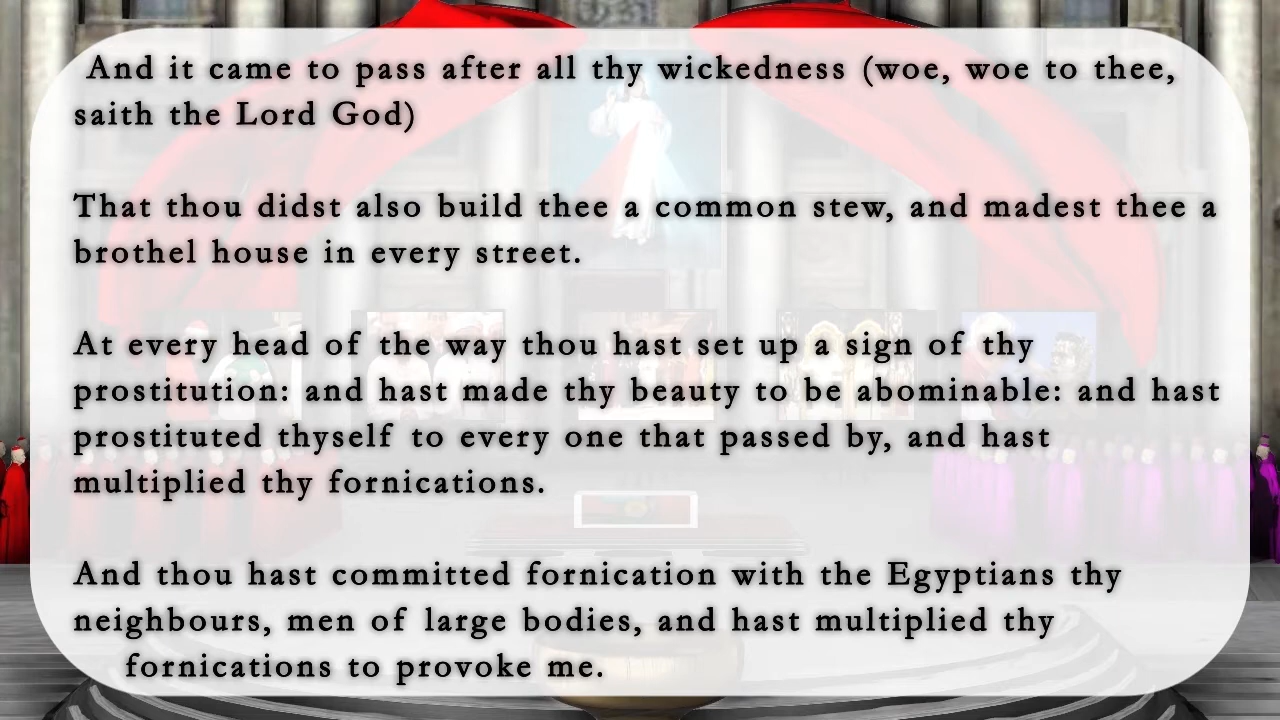 And it came to pass after all thy wickedness (woe, woe to thee,
saith the Lord God)
That thou didst also build thee a common stew, and madest thee a
brothel house in every street.
At every head of the way thou hast set up a sign of thy
prostitution: and hast made thy beauty to be abominable: and hast
prostituted thyself to every one that passed by, and hast
multiplied thy fornications.
And thou hast committed fornication with the Egyptians thy
neighbours, men of large bodies, and hast multiplied thy
fornications to provoke me.